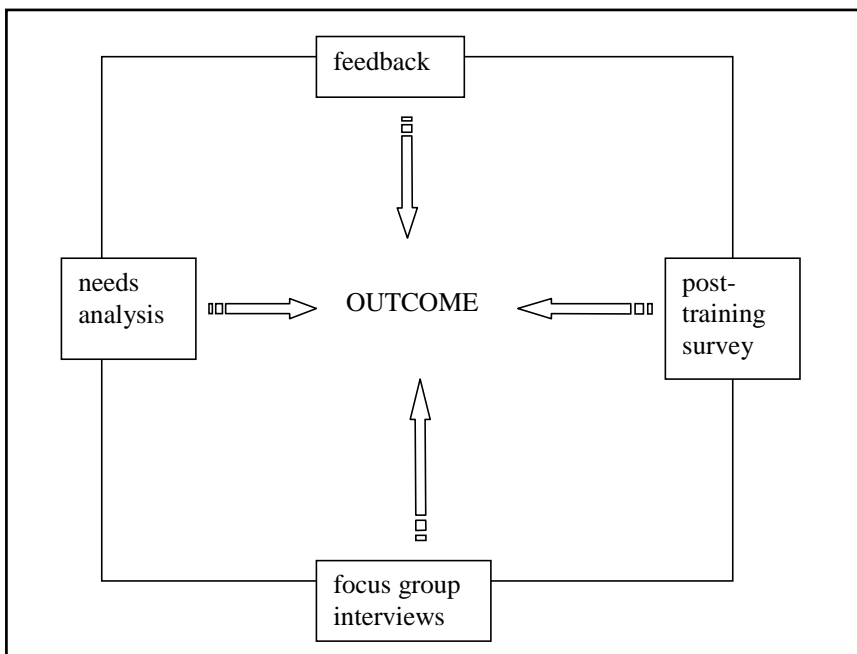 feedback
needs
analysis
OUTCOME
post-
training
survey
focus group
interviews